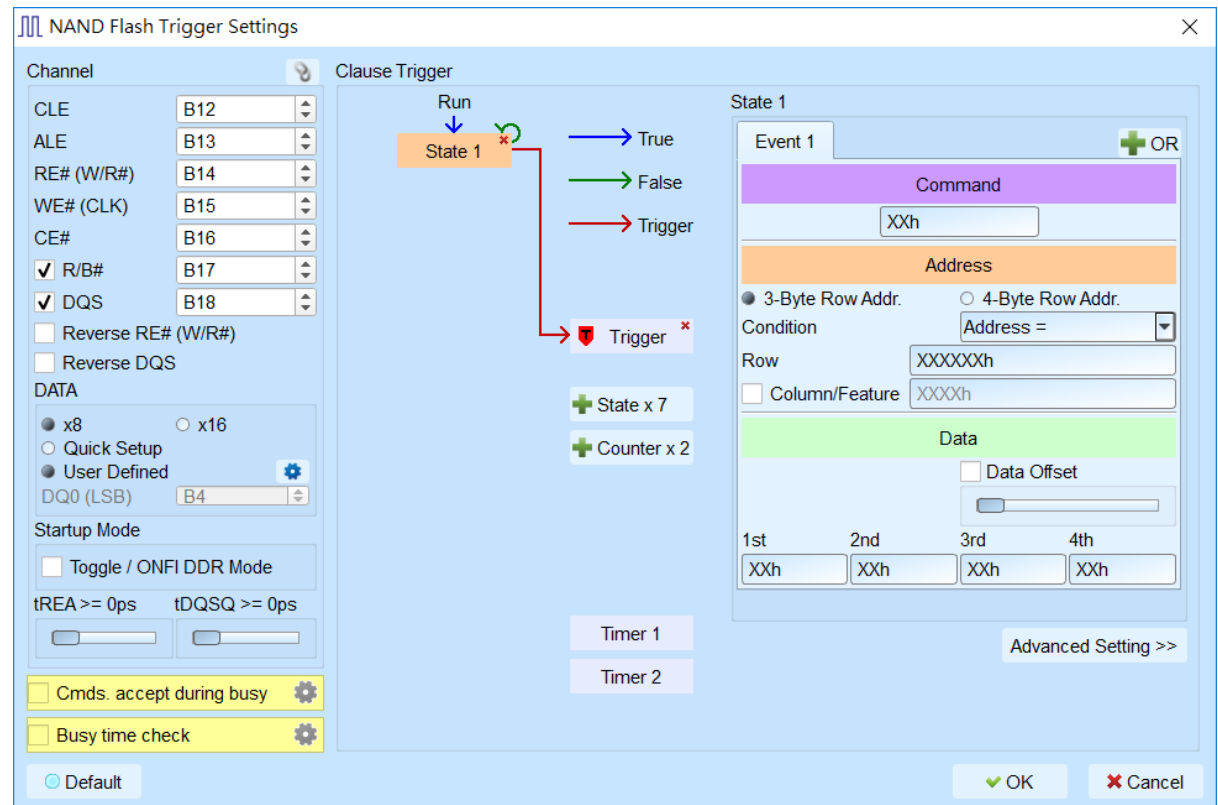 NAND Flash Trigger Settings
Channel
CLE B12
ALE B13
RE# (W/R#) B14
WE# (CLK) B15
CE# B16
R/B# B17
DQS B18
Reverse RE# (W/R#)
Reverse DQS
DATA
x8 x16
Quick Setup
User Defined
DQ0 (LSB) B4
Startup Mode
Toggle / ONFI DDR Mode
tREA >= 0ps tDQSQ >= 0ps
Cmds. accept during busy
Busy time check
Default
Clause Trigger
Run
State 1
True
False
Trigger
T Trigger
State x 7
Counter x 2
Timer 1
Timer 2
State 1
Event 1
OR
Command
XXh
Address
3-Byte Row Addr. 4-Byte Row Addr.
Condition Address =
Row XXXXXXh
Column/Feature XXXXh
Data
Data Offset
1st 2nd 3rd 4th
XXh XXh XXh XXh
Advanced Setting >>
OK Cancel